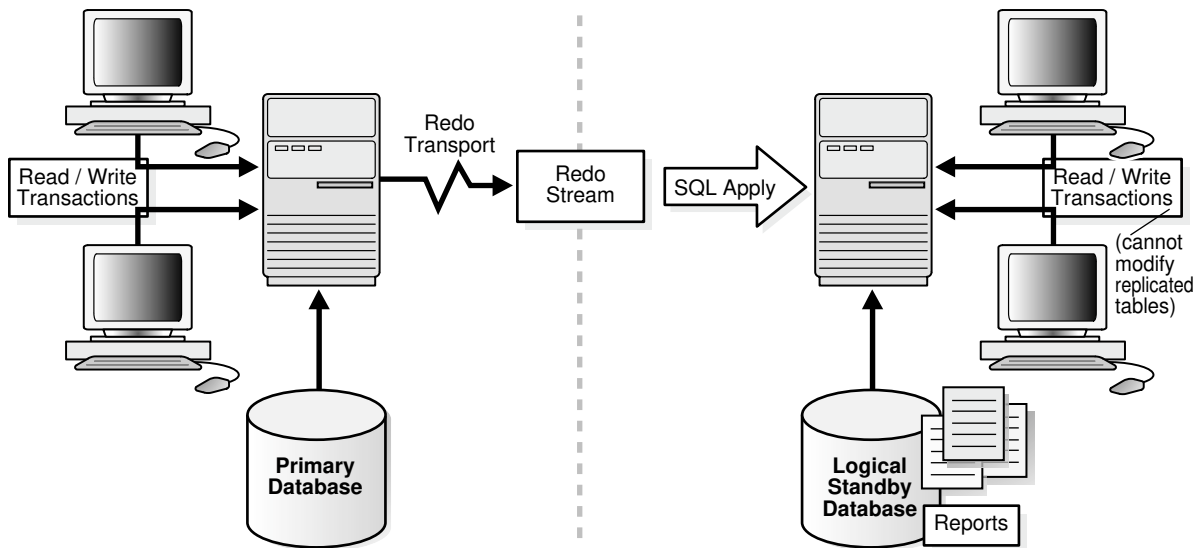 Redo
Transport
Read / Write
Transactions
Redo
Stream
SQL Apply
Read / Write
Transactions
(cannot
modify
replicated
tables)
Primary
Database
Logical
Standby
Database
Reports